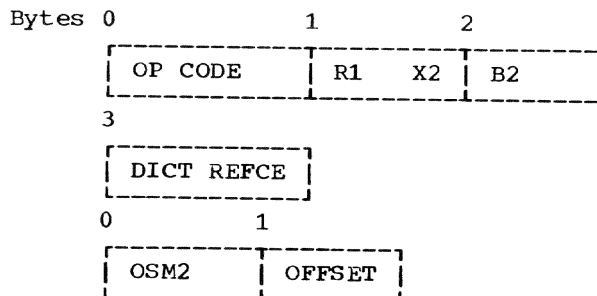 Bytes 0 1 2
OP CODE R1 X2 B2
3
DICT REFCE
0 1
OSM2 OFFSET